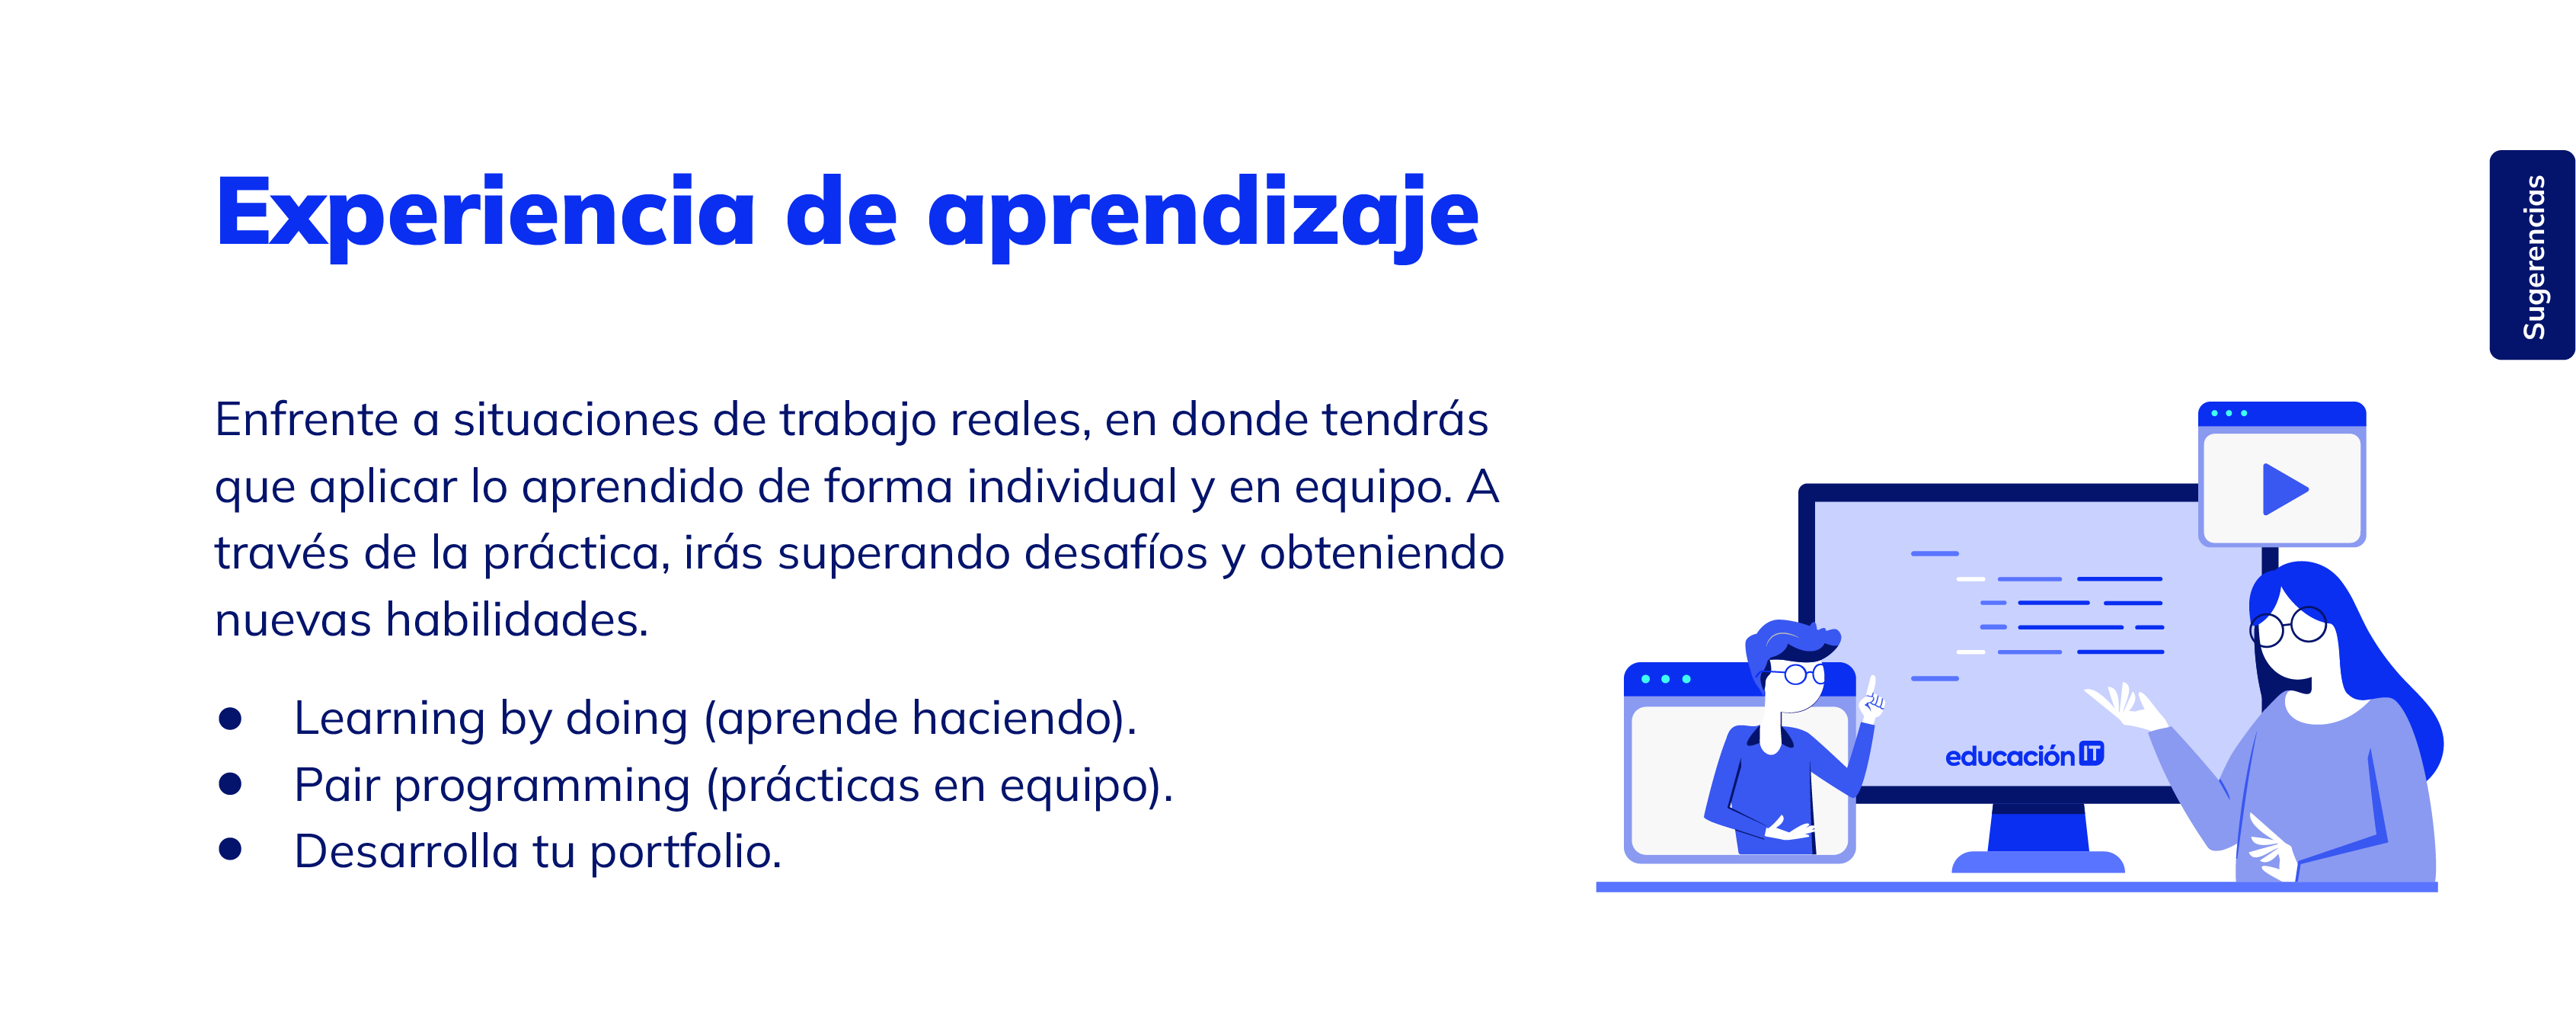 Experiencia de aprendizaje
Sugerencias
Enfrente a situaciones de trabajo reales, en donde tendrás
que aplicar lo aprendido de forma individual y en equipo. A
través de la práctica, irás superando desafíos y obteniendo
nuevas habilidades.
● Learning by doing (aprende haciendo).
● Pair programming (prácticas en equipo).
● Desarrolla tu portfolio.
educación IT